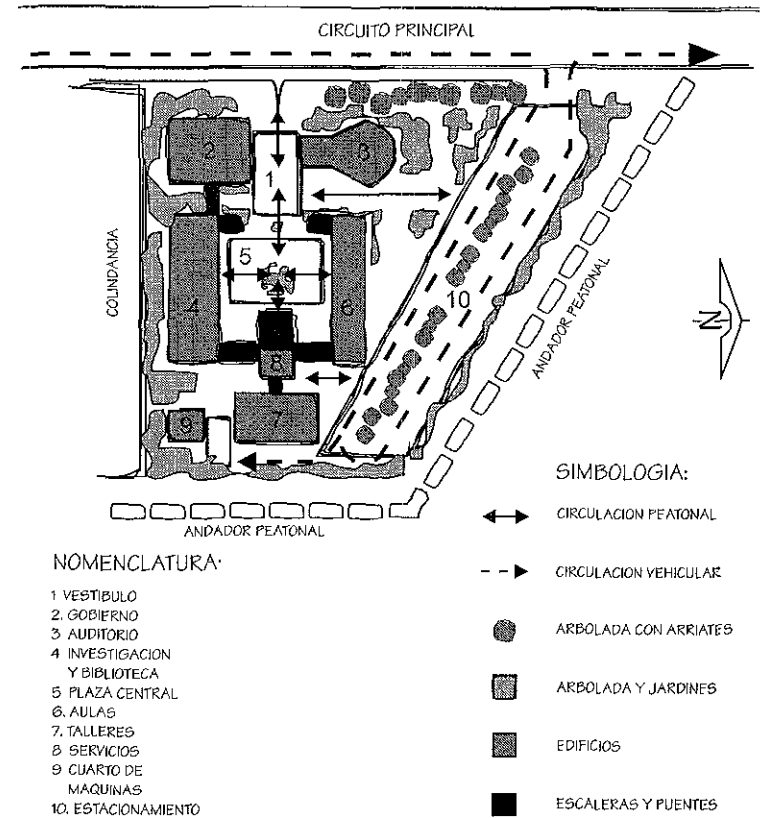 CIRCUITO PRINCIPAL
2
3
1
COLINDANCIA
5
4
6
10
ANDADOR PEATONAL
N
8
9
7
ANDADOR PEATONAL
SIMBOLOGIA:
CIRCULACION PEATONAL
CIRCULACION VEHICULAR
ARBOLADA CON ARRIATES
ARBOLADA Y JARDINES
EDIFICIOS
ESCALERAS Y PUENTES
NOMENCLATURA:
1 VESTIBULO
2. GOBIERNO
3 AUDITORIO
4 INVESTIGACION
Y BIBLIOTECA
5 PLAZA CENTRAL
6. AULAS
7. TALLERES
8 SERVICIOS
9 CUARTO DE
MAQUINAS
10. ESTACIONAMIENTO